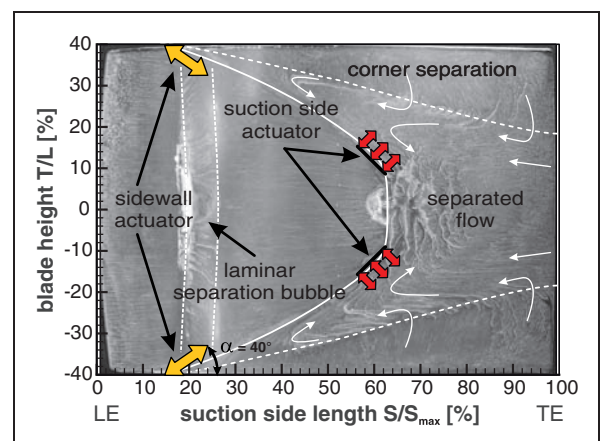 corner separation
suction side
actuator
sidewall
actuator
separated
flow
laminar
separation bubble
α = 40°
blade height T/L [%]
40
30
20
10
0
-10
-20
-30
-40
0 10 20 30 40 50 60 70 80 90 100
LE suction side length S/Smax [%] TE